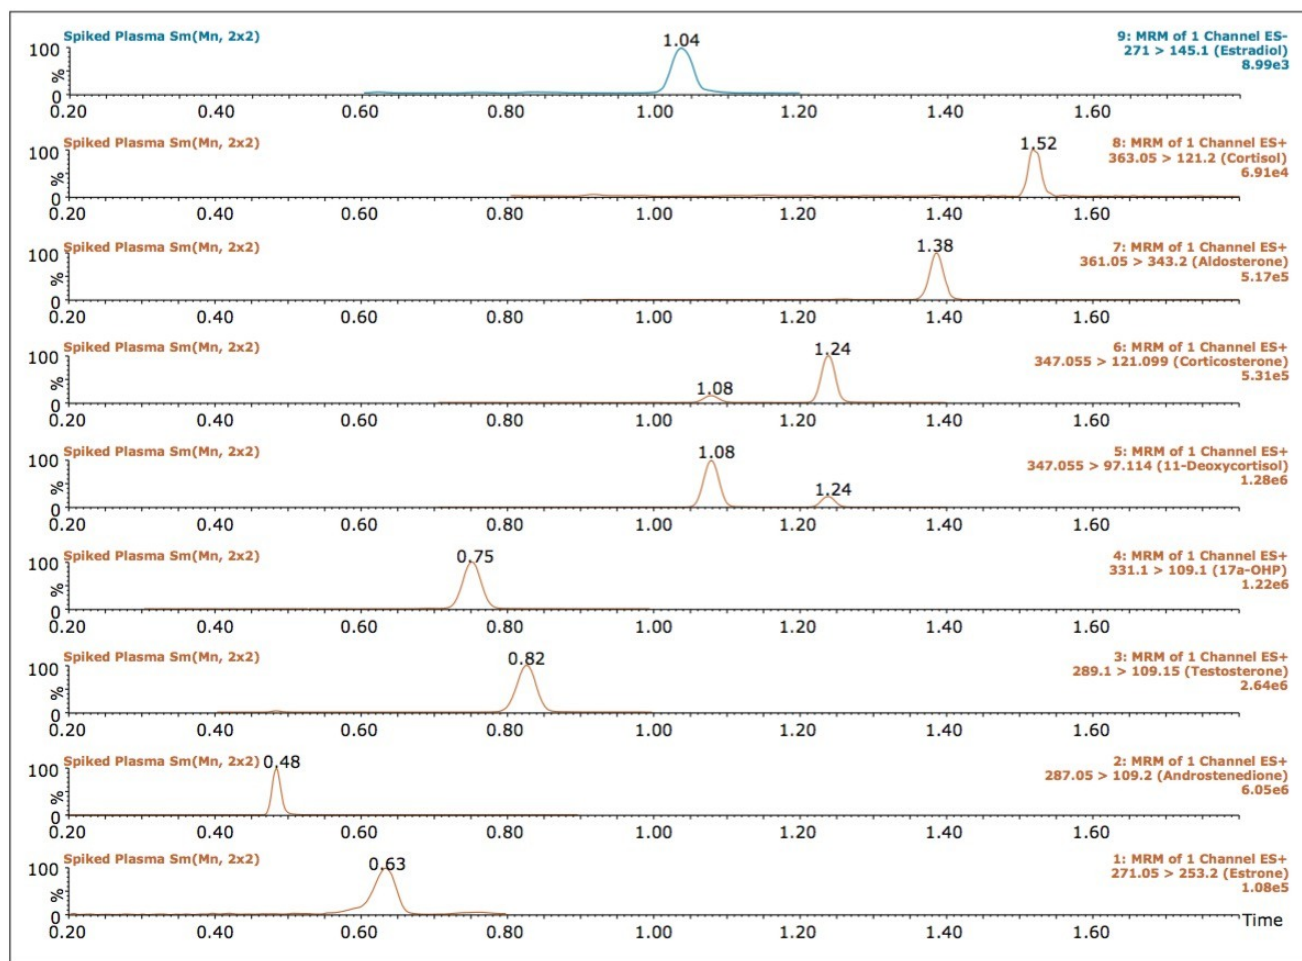 Spiked Plasma Sm(Mn, 2x2)
1.04
9: MRM of 1 Channel ES-
271 > 145.1 (Estradiol)
8.99e3
100
%
0
0.20 0.40 0.60 0.80 1.00 1.20 1.40 1.60
Spiked Plasma Sm(Mn, 2x2)
1.52
8: MRM of 1 Channel ES+
363.05 > 121.2 (Cortisol)
6.91e4
100
%
0
0.20 0.40 0.60 0.80 1.00 1.20 1.40 1.60
Spiked Plasma Sm(Mn, 2x2)
1.38
7: MRM of 1 Channel ES+
361.05 > 343.2 (Aldosterone)
5.17e5
100
%
0
0.20 0.40 0.60 0.80 1.00 1.20 1.40 1.60
Spiked Plasma Sm(Mn, 2x2)
1.08 1.24
6: MRM of 1 Channel ES+
347.055 > 121.099 (Corticosterone)
5.31e5
100
%
0
0.20 0.40 0.60 0.80 1.00 1.20 1.40 1.60
Spiked Plasma Sm(Mn, 2x2)
1.08 1.24
5: MRM of 1 Channel ES+
347.055 > 97.114 (11-Deoxycortisol)
1.28e6
100
%
0
0.20 0.40 0.60 0.80 1.00 1.20 1.40 1.60
Spiked Plasma Sm(Mn, 2x2)
0.75
4: MRM of 1 Channel ES+
331.1 > 109.1 (17a-OHP)
1.22e6
100
%
0
0.20 0.40 0.60 0.80 1.00 1.20 1.40 1.60
Spiked Plasma Sm(Mn, 2x2)
0.82
3: MRM of 1 Channel ES+
289.1 > 109.15 (Testosterone)
2.64e6
100
%
0
0.20 0.40 0.60 0.80 1.00 1.20 1.40 1.60
Spiked Plasma Sm(Mn, 2x2)
0.48
2: MRM of 1 Channel ES+
287.05 > 109.2 (Androstenedione)
6.05e6
100
%
0
0.20 0.40 0.60 0.80 1.00 1.20 1.40 1.60
Spiked Plasma Sm(Mn, 2x2)
0.63
1: MRM of 1 Channel ES+
271.05 > 253.2 (Estrone)
1.08e5
100
%
0
Time
0.20 0.40 0.60 0.80 1.00 1.20 1.40 1.60